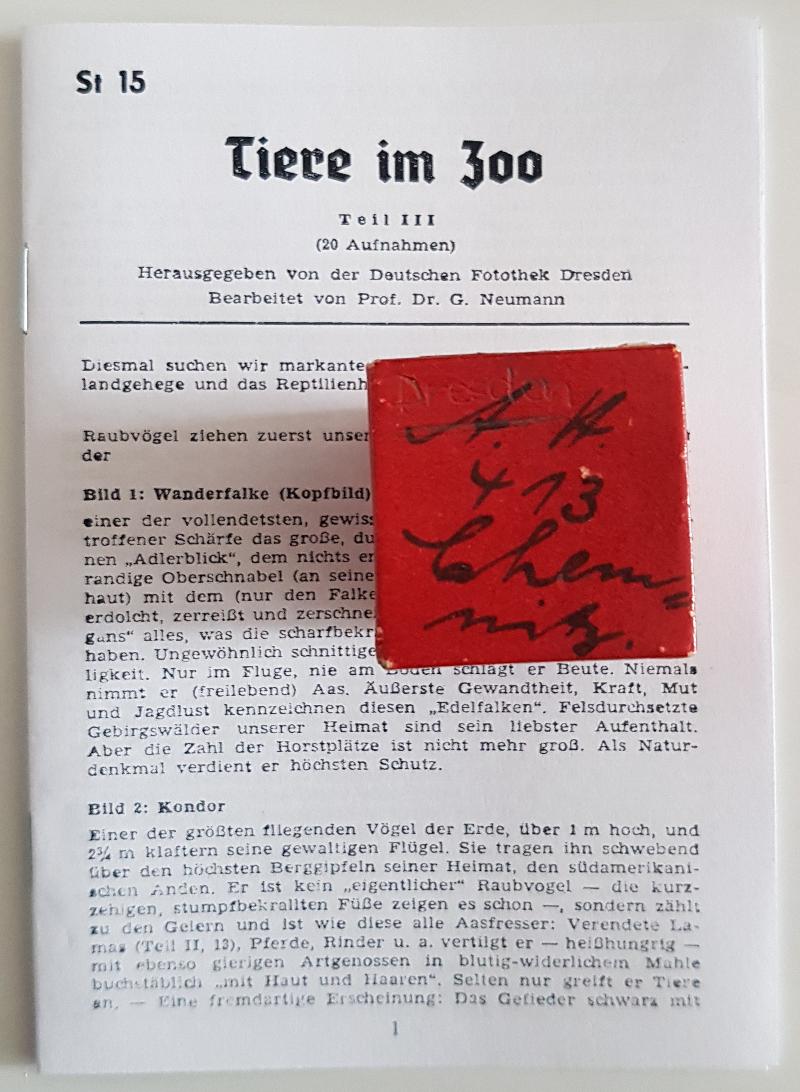 St 15
Tiere im Zoo
Teil III
(20 Aufnahmen)
Herausgegeben von der Deutschen Fotothek Dresden
Bearbeitet von Prof. Dr. G. Neumann
Diesmal suchen wir markante
landgehege und das Reptilienh
Raubvögel ziehen zuerst unser
der
Bild 1: Wanderfalke (Kopfbild)
einer der vollendetsten, gewiss
troffener Schärfe das große, du
nen „Adlerblick“, dem nichts er
randige Oberschnabel (an seine
haut) mit dem (nur den Falke
erdolcht, zerreißt und zerschne
gans“ alles, was die scharfbekr
haben. Ungewöhnlich schnittige
ligkeit. Nur im Fluge, nie am Boden schlägt er Beute. Niemals
nimmt er (freilebend) Aas. Äußerste Gewandtheit, Kraft, Mut
und Jagdlust kennzeichnen diesen „Edelfalken“. Felsdurchsetzte
Gebirgswälder unserer Heimat sind sein liebster Aufenthalt.
Aber die Zahl der Horstplätze ist nicht mehr groß. Als Natur-
denkmal verdient er höchsten Schutz.
Bild 2: Kondor
Einer der größten fliegenden Vögel der Erde, über 1 m hoch, und
2¾ m klaftern seine gewaltigen Flügel. Sie tragen ihn schwebend
über den höchsten Berggipfeln seiner Heimat, den südamerikani-
schen Anden. Er ist kein „eigentlicher“ Raubvogel — die kurz-
zehigen, stumpfbekrallten Füße zeigen es schon —, sondern zählt
zu den Geiern und ist wie diese alle Aasfresser: Verendete La-
mas (Teil II, 13), Pferde, Rinder u. a. vertilgt er — heißhungrig —
mit ebenso gierigen Artgenossen in blutig-widerlichem Mahle
buchstäblich „mit Haut und Haaren“. Selten nur greift er Tiere
an. — Eine fremdartige Erscheinung: Das Gefieder schwarz mit
1
Dresden
A. H.
413
Chem-
nitz.